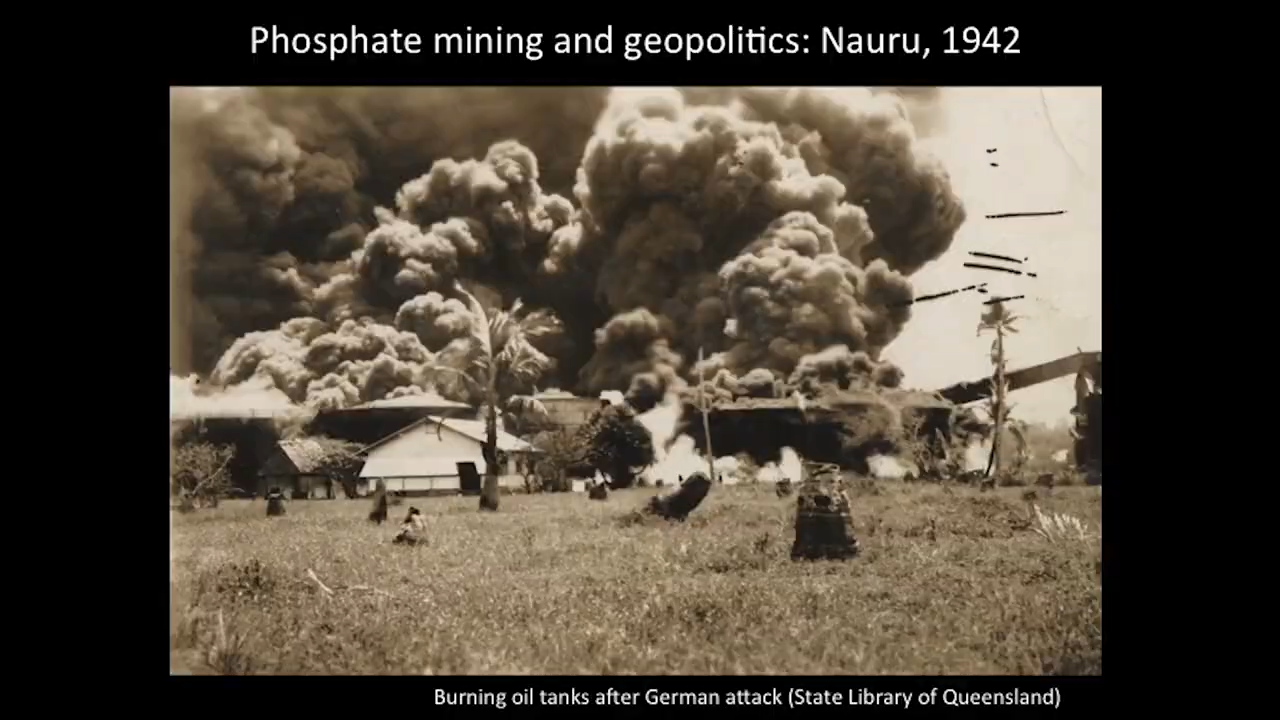 Phosphate mining and geopolitics: Nauru, 1942
Burning oil tanks after German attack (State Library of Queensland)